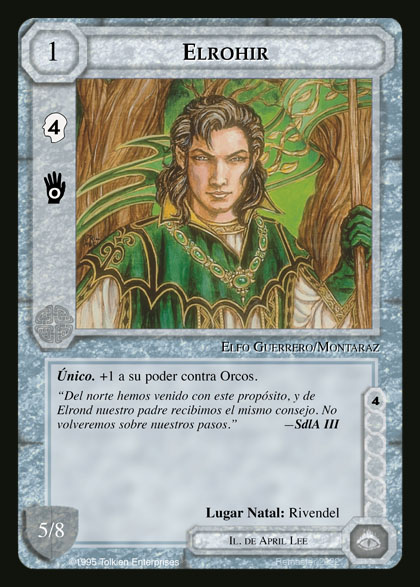 1
ELROHIR
4
ELFO GUERRERO/MONTARAZ
Único. +1 a su poder contra Orcos.
“Del norte hemos venido con este propósito, y de
Elrond nuestro padre recibimos el mismo consejo. No
volveremos sobre nuestros pasos.” —SdlA III
4
Lugar Natal: Rivendel
5/8
IL. DE APRIL LEE
©1995 Tolkien Enterprises